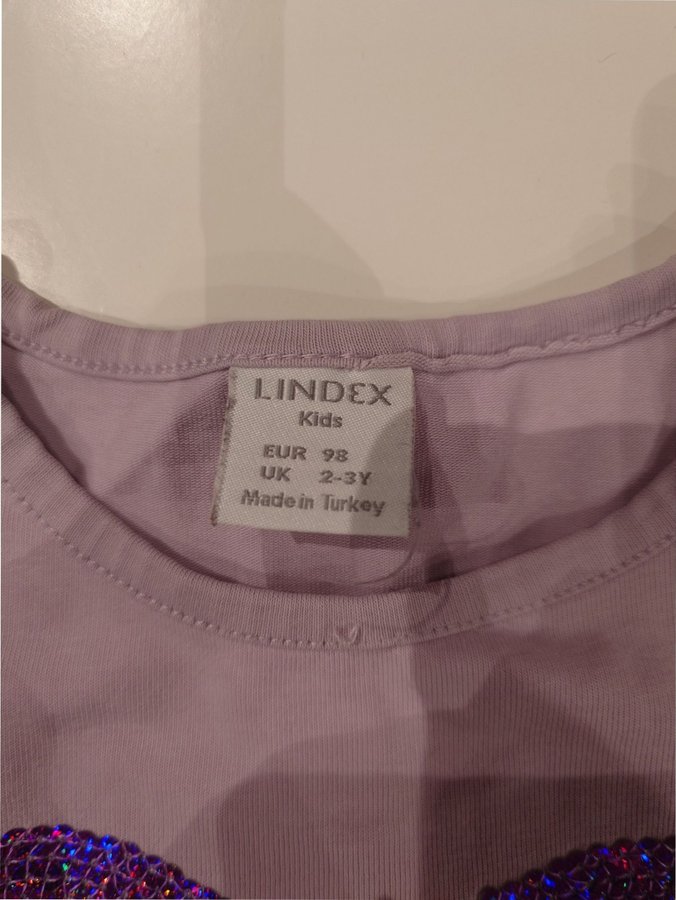 LINDEX
Kids
EUR 98
UK 2-3Y
Made in Turkey